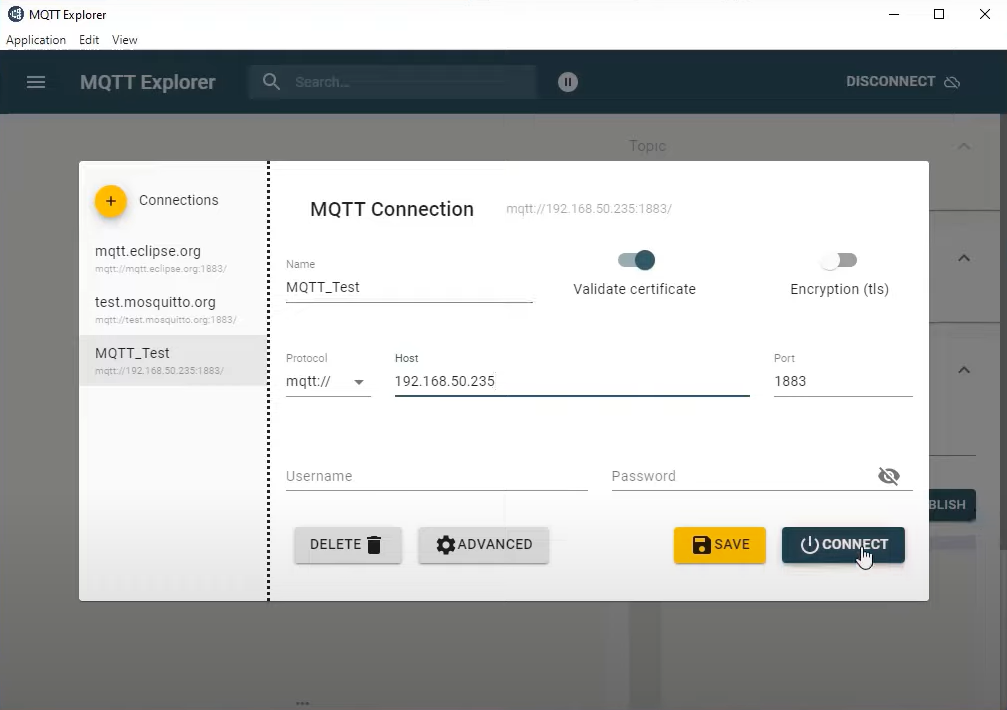 MQTT Explorer
Application Edit View
MQTT Explorer Search... DISCONNECT
Topic
Connections
mqtt.eclipse.org
mqtt://mqtt.eclipse.org:1883/
test.mosquitto.org
mqtt://test.mosquitto.org:1883/
MQTT_Test
mqtt://192.168.50.235:1883/
MQTT Connection mqtt://192.168.50.235:1883/
Name
MQTT_Test
Validate certificate
Encryption (tls)
Protocol Host Port
mqtt:// 192.168.50.235 1883
Username Password
BLISH
DELETE ADVANCED SAVE CONNECT